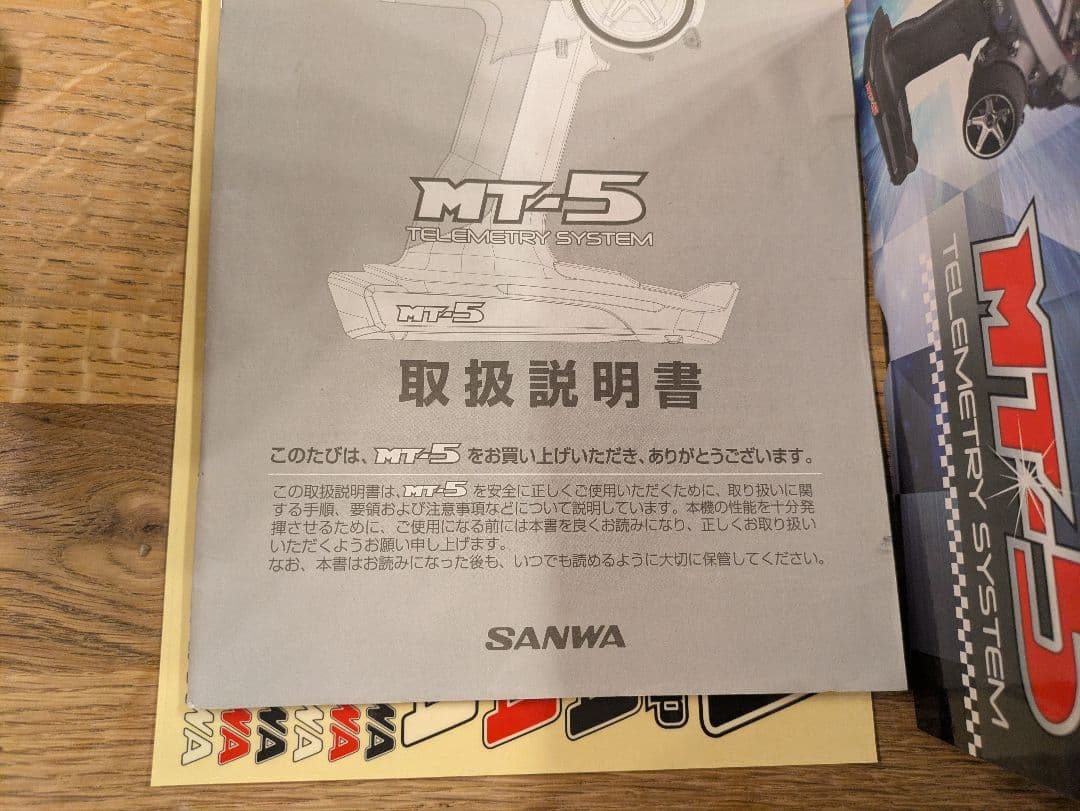 MT-5
TELEMETRY SYSTEM
MT-5
取扱説明書
このたびは、MT-5をお買い上げいただき、ありがとうございます。
この取扱説明書は、MT-5を安全に正しくご使用いただくために、取り扱いに関
する手順、要領および注意事項などについて説明しています。本機の性能を十分発
揮させるために、ご使用になる前には本書を良くお読みになり、正しくお取り扱い
いただくようお願い申し上げます。
なお、本書はお読みになった後も、いつでも読めるように大切に保管してください。
SANWA
MT-5
TELEMETRY SYSTEM